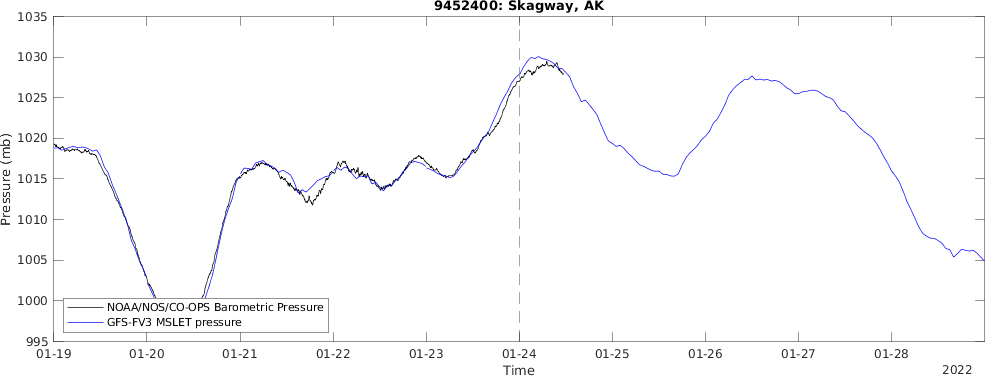 9452400: Skagway, AK
1035
1030
1025
1020
1015
1010
1005
1000
995
Pressure (mb)
NOAA/NOS/CO-OPS Barometric Pressure
GFS-FV3 MSLET pressure
01-19 01-20 01-21 01-22 01-23 01-24 01-25 01-26 01-27 01-28
Time
2022